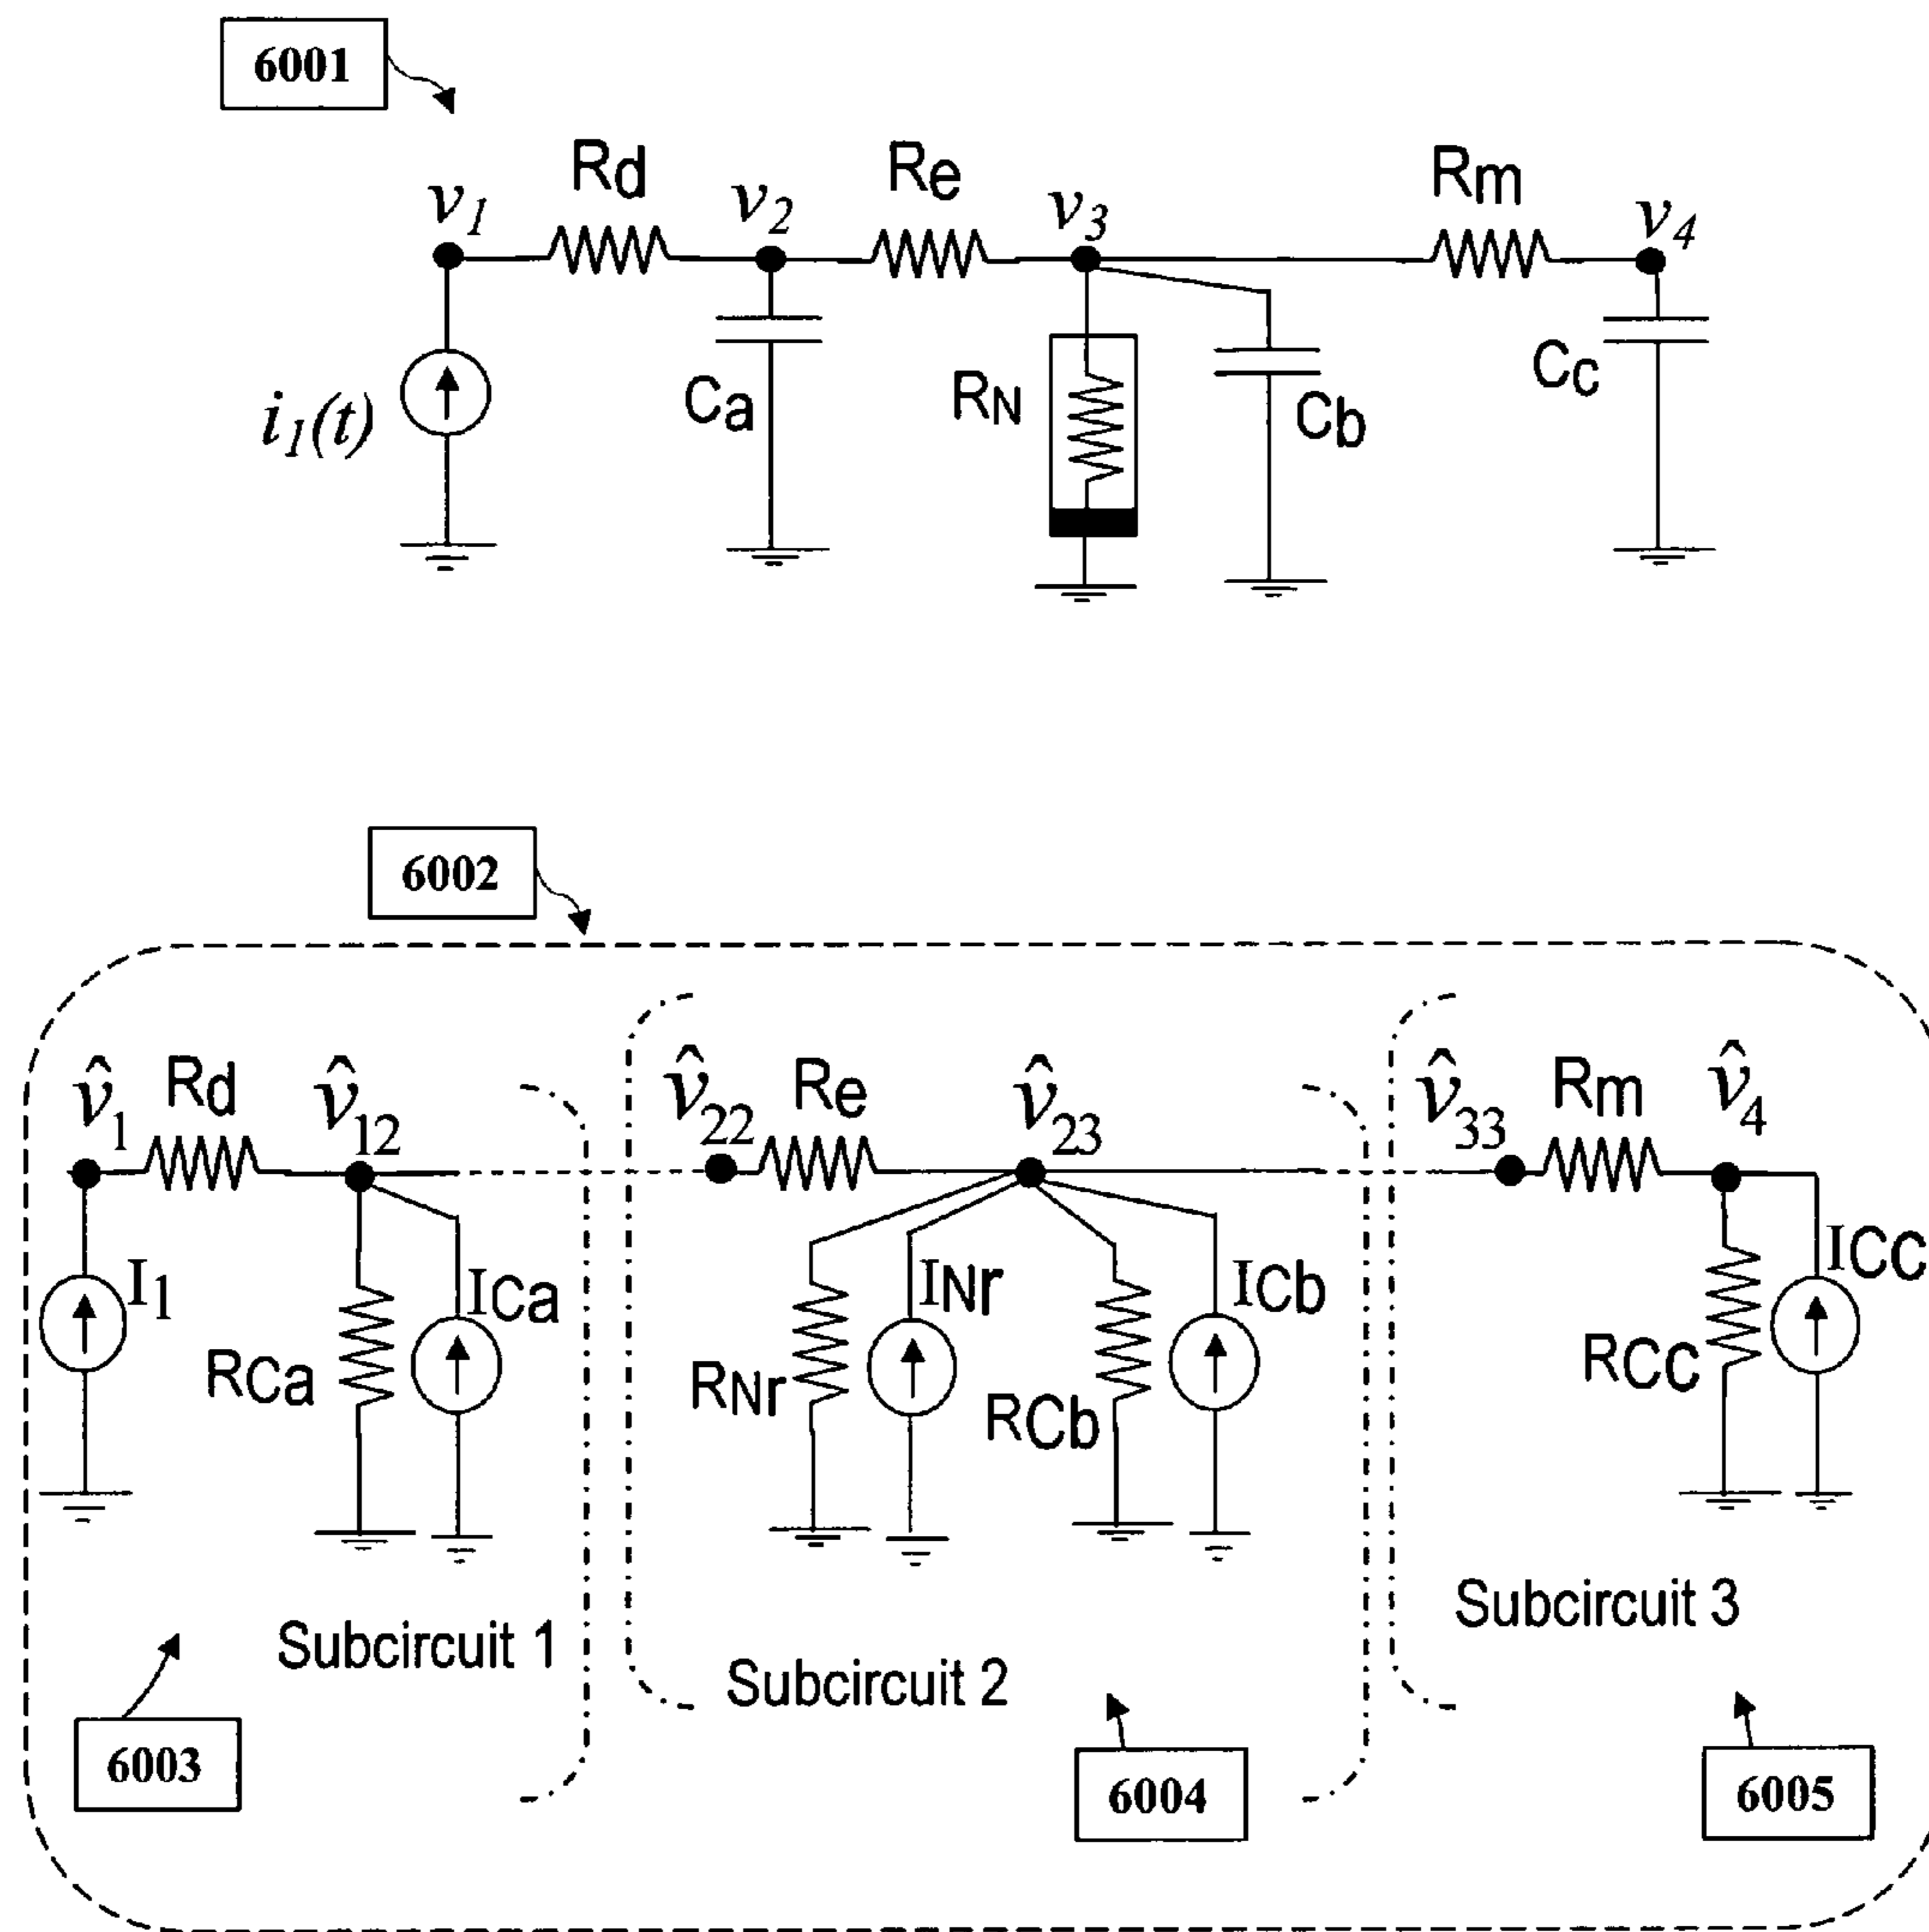 6001
Rd
Re
Rm
v1
v2
v3
v4
i1(t)
Ca
RN
Cb
Cc
6002
v̂1
Rd
v̂12
v̂22
Re
v̂23
v̂33
Rm
v̂4
I1
ICa
INr
ICb
ICc
RCa
RNr
RCb
RCc
Subcircuit 1
Subcircuit 2
Subcircuit 3
6003
6004
6005